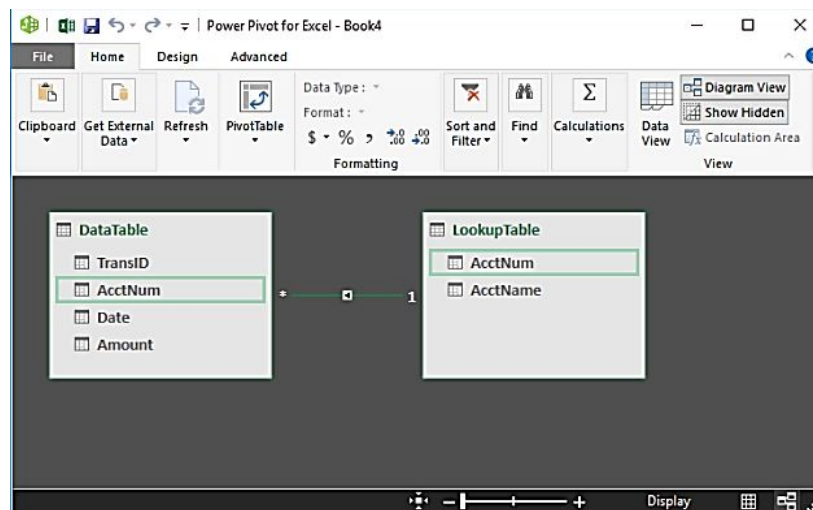 Power Pivot for Excel - Book4
File Home Design Advanced
Clipboard
Get External Data
Refresh
PivotTable
Data Type :
Format :
$ % ,
.00
Formatting
Sort and Filter
Find
Σ
Calculations
Data View
Diagram View
Show Hidden
Calculation Area
View
DataTable
TransID
AcctNum
Date
Amount
* 1
LookupTable
AcctNum
AcctName
Display